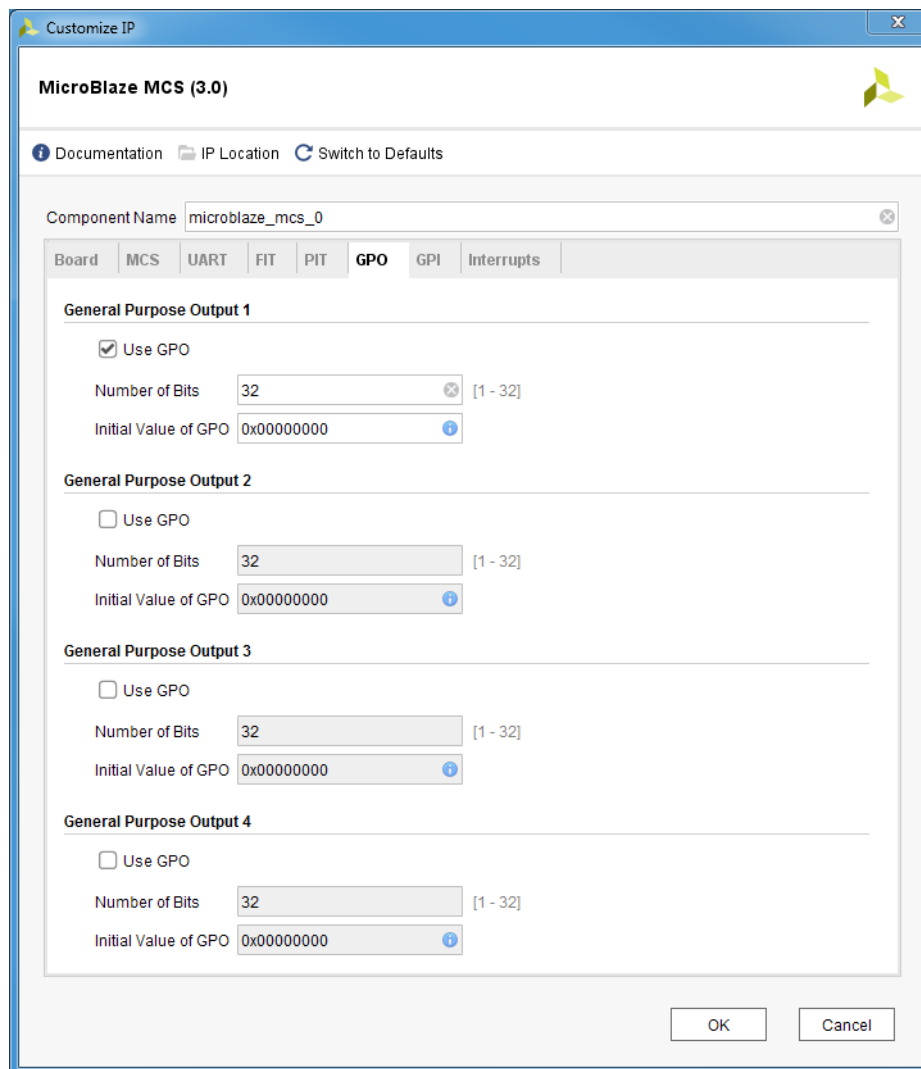 Customize IP
MicroBlaze MCS (3.0)
Documentation IP Location Switch to Defaults
Component Name microblaze_mcs_0
Board MCS UART FIT PIT GPO GPI Interrupts
General Purpose Output 1
Use GPO
Number of Bits 32 [1 - 32]
Initial Value of GPO 0x00000000
General Purpose Output 2
Use GPO
Number of Bits 32 [1 - 32]
Initial Value of GPO 0x00000000
General Purpose Output 3
Use GPO
Number of Bits 32 [1 - 32]
Initial Value of GPO 0x00000000
General Purpose Output 4
Use GPO
Number of Bits 32 [1 - 32]
Initial Value of GPO 0x00000000
OK Cancel